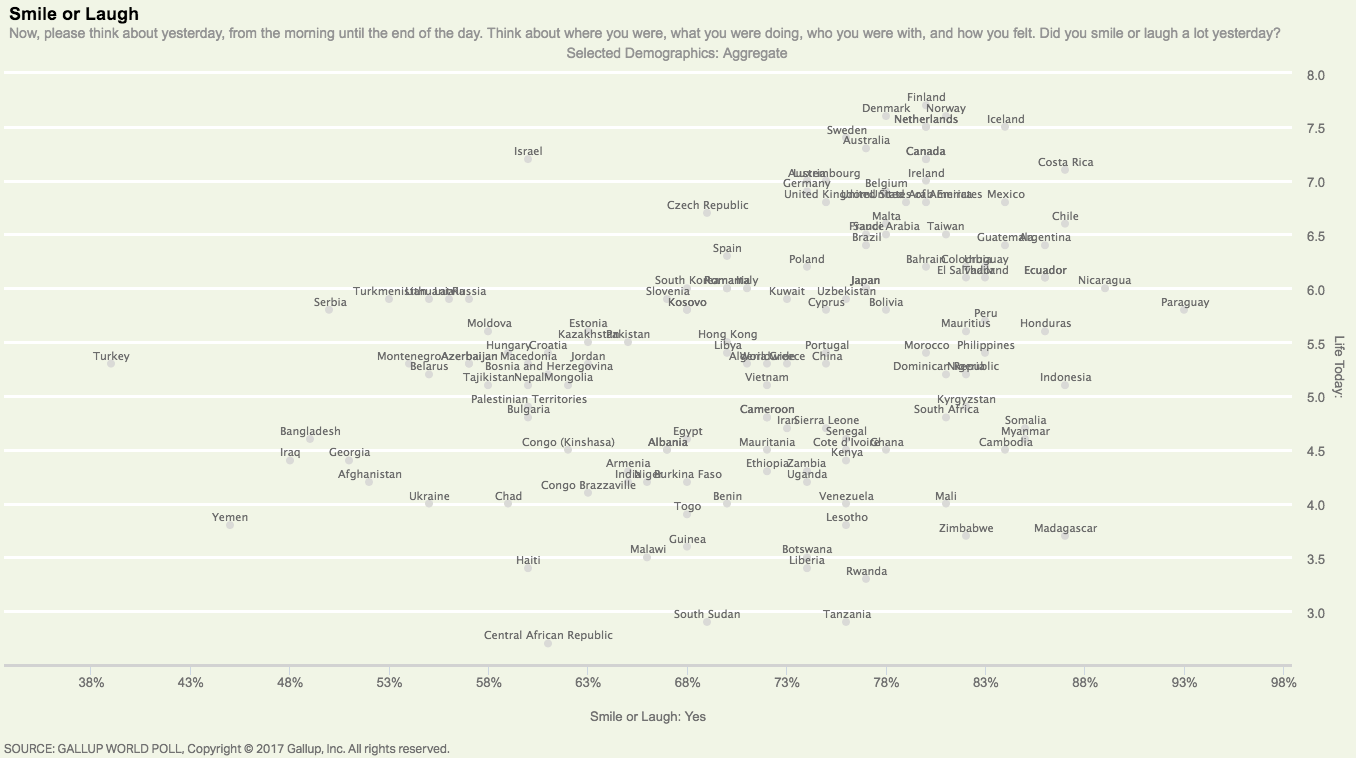 Smile or Laugh
Now, please think about yesterday, from the morning until the end of the day. Think about where you were, what you were doing, who you were with, and how you felt. Did you smile or laugh a lot yesterday?
Selected Demographics: Aggregate
8.0
Finland
Denmark Norway
Netherlands Iceland
7.5
Sweden
Australia
Israel Canada
Costa Rica
Austria Luxembourg Ireland
7.0
Germany Belgium
United Kingdom United States United Arab Emirates Mexico
Czech Republic
Malta Chile
France Saudi Arabia Taiwan
6.5
Brazil Guatemala Argentina
Spain
Poland Bahrain Colombia Uruguay
El Salvador Thailand Ecuador
South Korea Romania Italy Japan Nicaragua
6.0
Turkmenistan Lithuania Latvia Russia Slovenia Kuwait Uzbekistan
Serbia Kosovo Cyprus Bolivia Paraguay
Peru
Moldova Estonia Mauritius Honduras
Kazakhstan Pakistan Hong Kong
5.5
Hungary Croatia Libya Portugal Morocco Philippines
Turkey Montenegro Azerbaijan Macedonia Jordan Algeria Worldwide Greece China
Belarus Bosnia and Herzegovina Dominican Republic Nigeria
Tajikistan Nepal Mongolia Vietnam Indonesia
5.0
Palestinian Territories Kyrgyzstan
Bulgaria Cameroon South Africa
Iran Sierra Leone Somalia
Bangladesh Egypt Senegal Myanmar
Congo (Kinshasa) Albania Mauritania Cote d'Ivoire Ghana Cambodia
4.5
Iraq Georgia Kenya
Armenia Ethiopia Zambia
Afghanistan India Niger Burkina Faso Uganda
Congo Brazzaville
Ukraine Chad Benin Venezuela Mali
4.0
Togo
Yemen Lesotho
Zimbabwe Madagascar
Guinea
Malawi Botswana
3.5
Haiti Liberia
Rwanda
South Sudan Tanzania
3.0
Central African Republic
Life Today:
38% 43% 48% 53% 58% 63% 68% 73% 78% 83% 88% 93% 98%
Smile or Laugh: Yes
SOURCE: GALLUP WORLD POLL, Copyright © 2017 Gallup, Inc. All rights reserved.